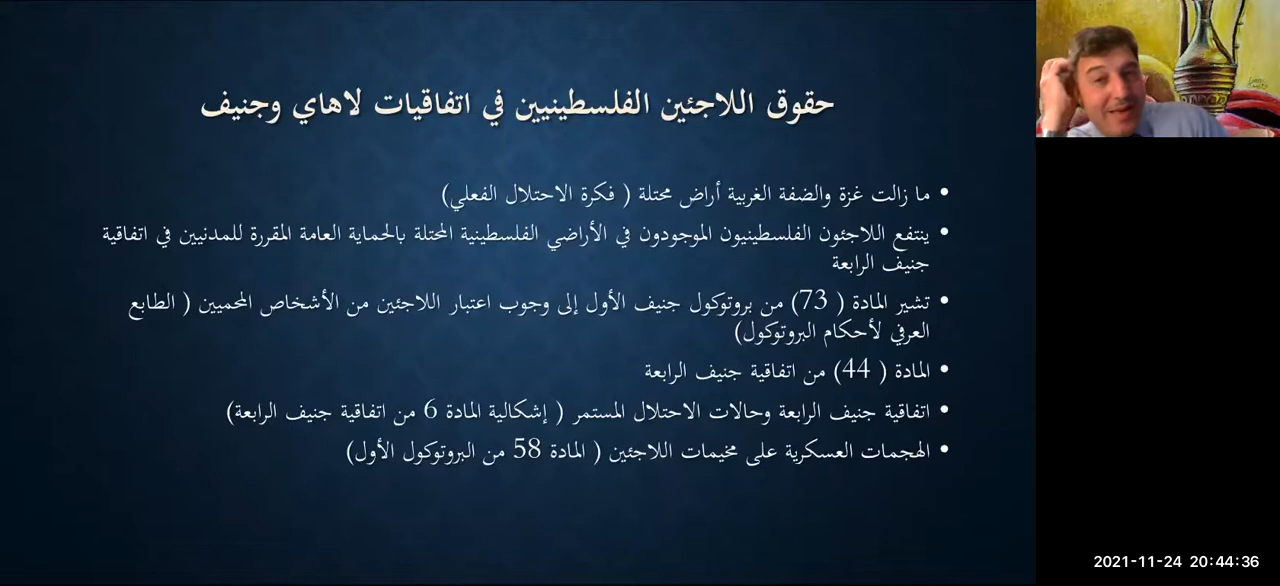 حقوق اللاجئين الفلسطينيين في اتفاقيات لاهاي وجنيف
• ما زالت غزة والضفة الغربية أراض محتلة ( فكرة الاحتلال الفعلي)
• ينتفع اللاجئون الفلسطينيون الموجودون في الأراضي الفلسطينية المحتلة بالحماية العامة المقررة للمدنيين في اتفاقية
جنيف الرابعة
• تشير المادة ( 73) من بروتوكول جنيف الأول إلى وجوب اعتبار اللاجئين من الأشخاص المحميين ( الطابع
العرفي لأحكام البروتوكول)
• المادة ( 44) من اتفاقية جنيف الرابعة
• اتفاقية جنيف الرابعة وحالات الاحتلال المستمر ( إشكالية المادة 6 من اتفاقية جنيف الرابعة)
• الهجمات العسكرية على مخيمات اللاجئين ( المادة 58 من البروتوكول الأول)
2021-11-24 20:44:36